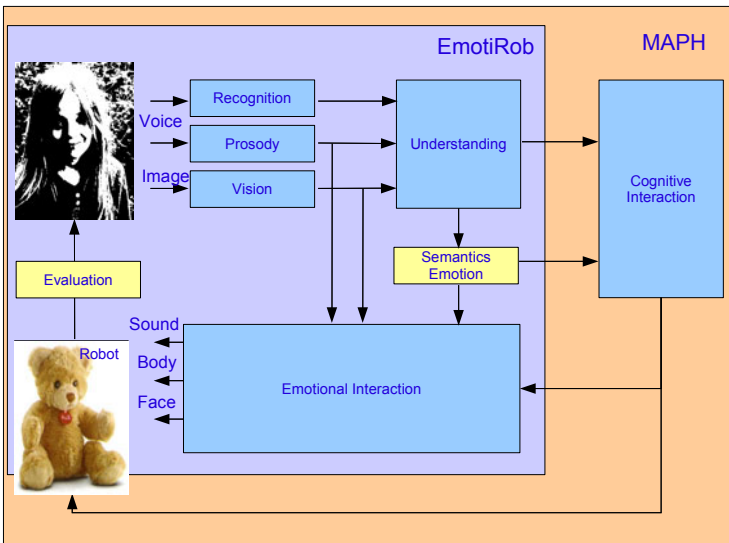 EmotiRob
MAPH
Voice
Image
Recognition
Prosody
Vision
Understanding
Cognitive
Interaction
Semantics
Emotion
Evaluation
Sound
Body
Face
Robot
Emotional Interaction